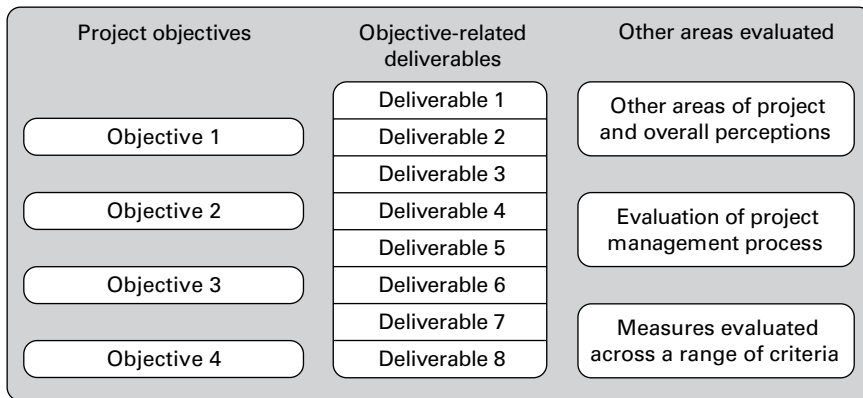 Project objectives
Objective 1
Objective 2
Objective 3
Objective 4
Objective-related
deliverables
Deliverable 1
Deliverable 2
Deliverable 3
Deliverable 4
Deliverable 5
Deliverable 6
Deliverable 7
Deliverable 8
Other areas evaluated
Other areas of project
and overall perceptions
Evaluation of project
management process
Measures evaluated
across a range of criteria